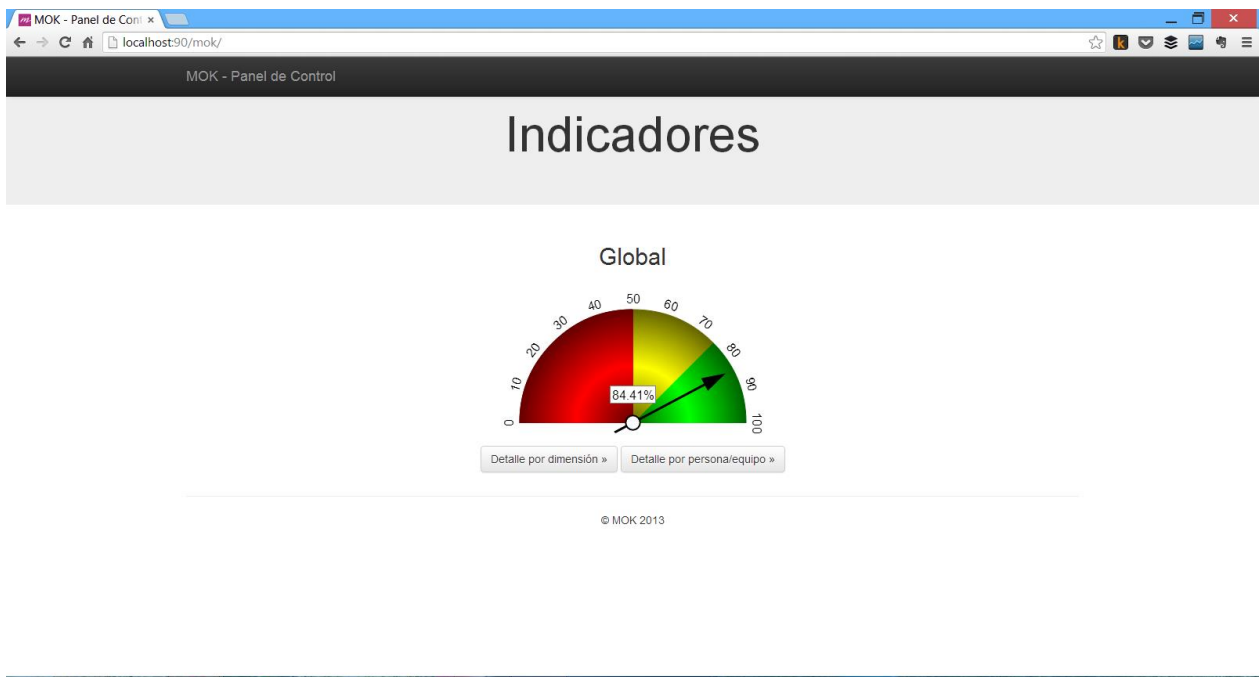 MOK - Panel de Cont
localhost:90/mok/
MOK - Panel de Control
Indicadores
Global
0
10
20
30
40
50
60
70
80
90
100
84.41%
Detalle por dimensión » Detalle por persona/equipo »
© MOK 2013